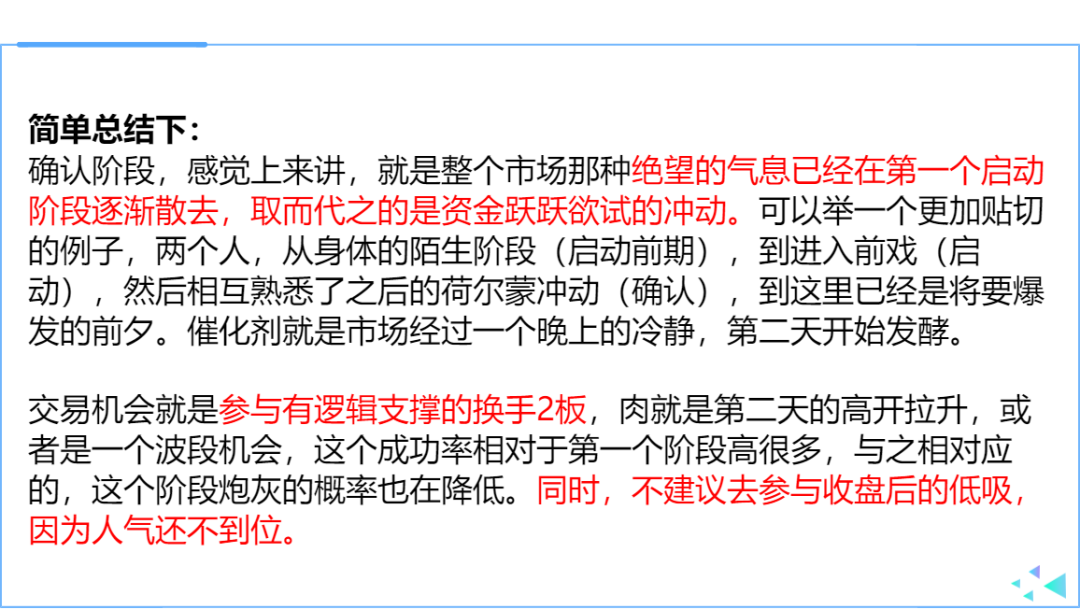 简单总结下：
确认阶段，感觉上来讲，就是整个市场那种绝望的气息已经在第一个启动
阶段逐渐散去，取而代之的是资金跃跃欲试的冲动。可以举一个更加贴切
的例子，两个人，从身体的陌生阶段（启动前期），到进入前戏（启
动），然后相互熟悉了之后的荷尔蒙冲动（确认），到这里已经是将要爆
发的前夕。催化剂就是市场经过一个晚上的冷静，第二天开始发酵。
交易机会就是参与有逻辑支撑的换手2板，肉就是第二天的高开拉升，或
者是一个波段机会，这个成功率相对于第一个阶段高很多，与之相对应
的，这个阶段炮灰的概率也在降低。同时，不建议去参与收盘后的低吸，
因为人气还不到位。